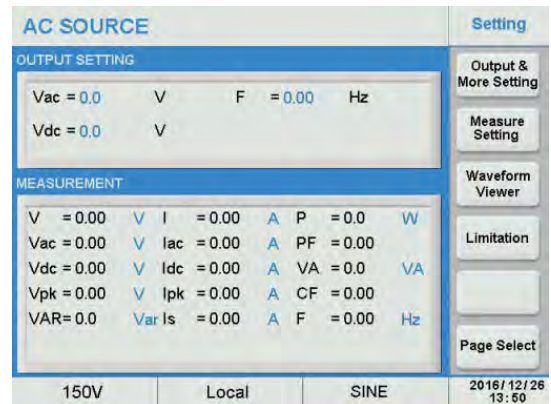 AC SOURCE
Setting
OUTPUT SETTING
Vac = 0.0 V F = 0.00 Hz
Vdc = 0.0 V
MEASUREMENT
V = 0.00 V I = 0.00 A P = 0.0 W
Vac = 0.00 V Iac = 0.00 A PF = 0.00
Vdc = 0.00 V Idc = 0.00 A VA = 0.0 VA
Vpk = 0.00 V Ipk = 0.00 A CF = 0.00
VAR= 0.0 Var Is = 0.00 A F = 0.00 Hz
Output &
More Setting
Measure
Setting
Waveform
Viewer
Limitation
Page Select
150V Local SINE
2016/12/26
13:50